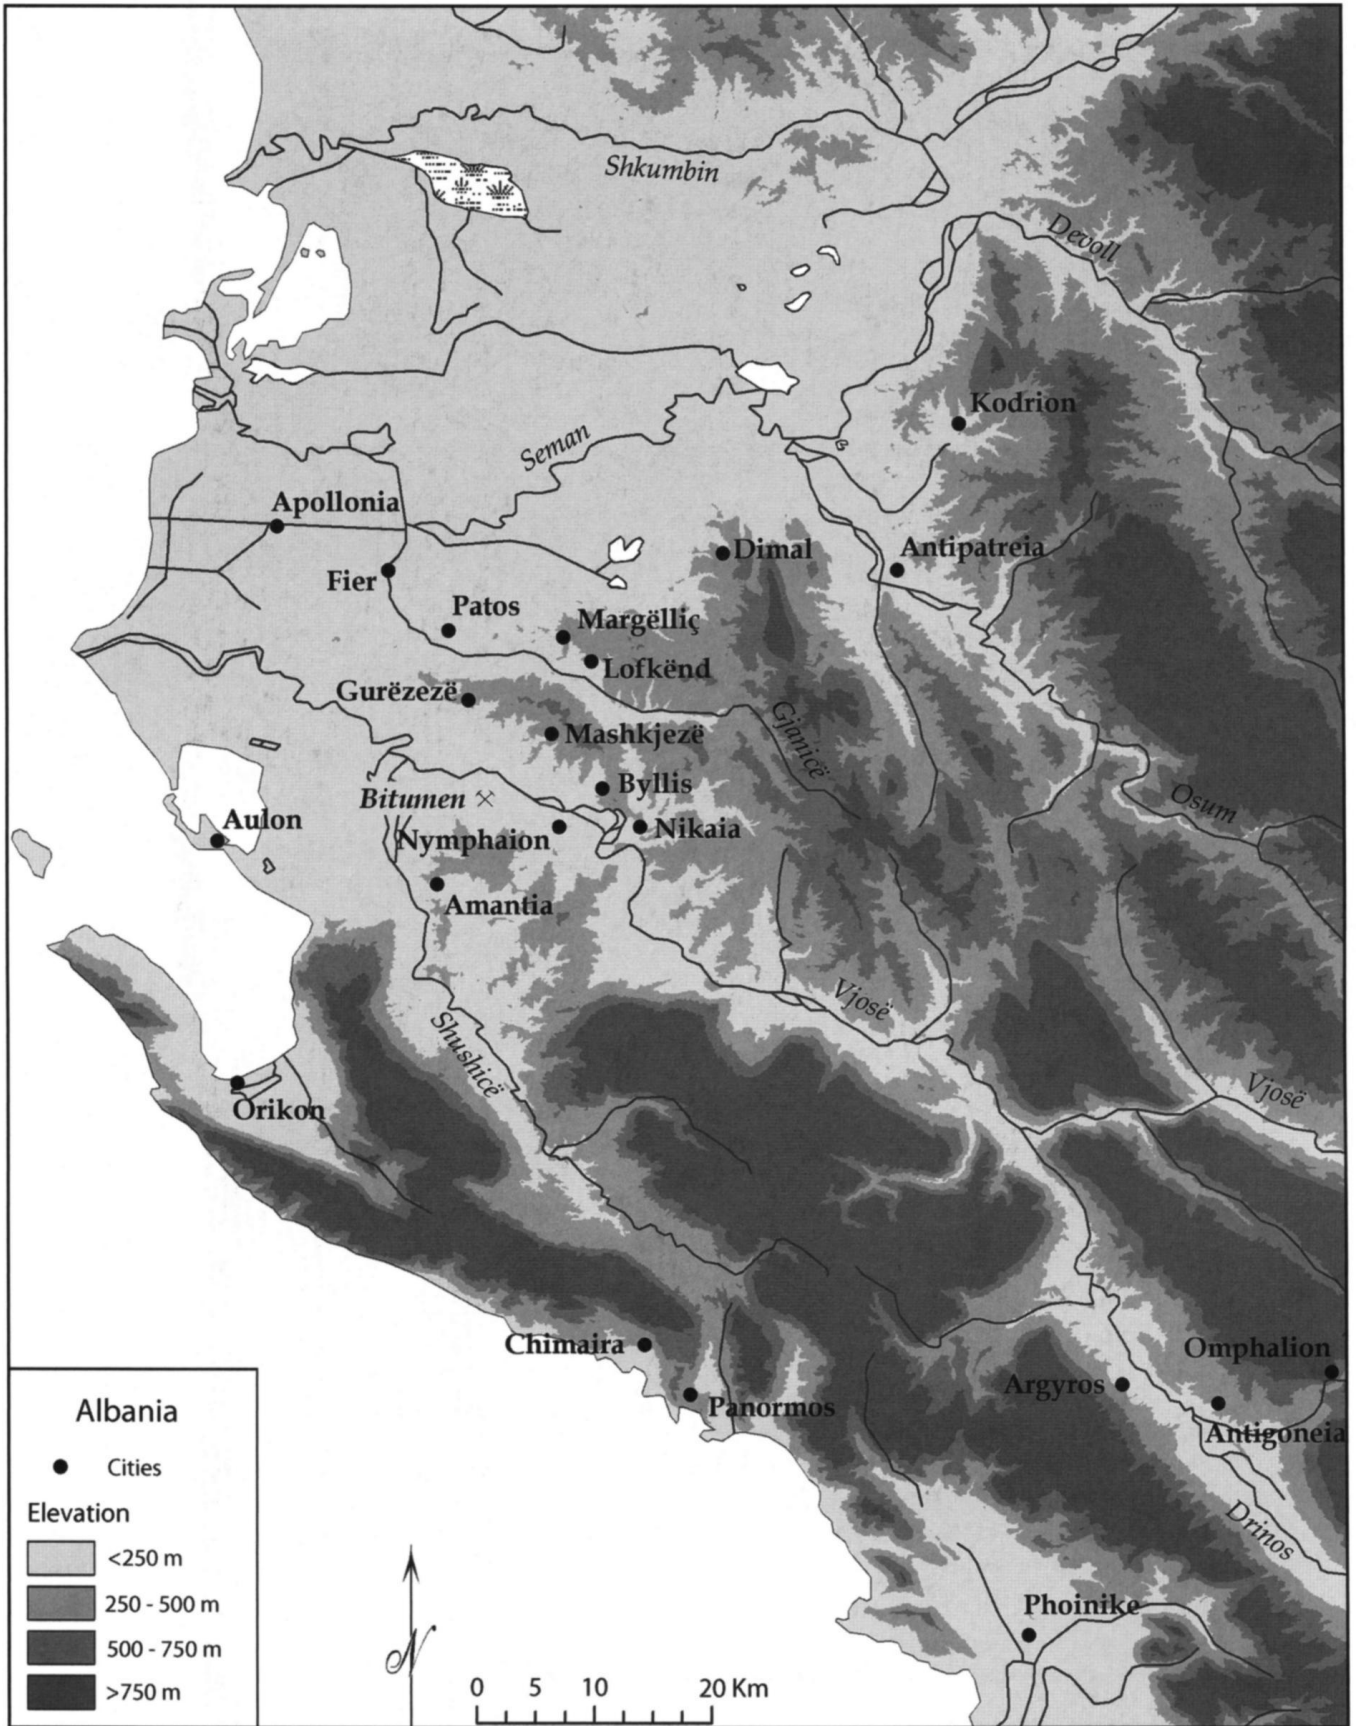 Shkumbin
Devoll
Kodrion
Seman
Apollonia
Dimal
Antipatreia
Fier
Patos
Margëlliç
Lofkënd
Gurëzezë
Gjanicë
Mashkjezë
Byllis
Bitumen
Osum
Aulon
Nymphaion
Nikaia
Amantia
Vjosë
Shushicë
Vjosë
Orikon
Chimaira
Omphalion
Argyros
Panormos
Antigoneia
Drinos
Phoinike
Albania
Cities
Elevation
<250 m
250 - 500 m
500 - 750 m
>750 m
N
0 5 10 20 Km